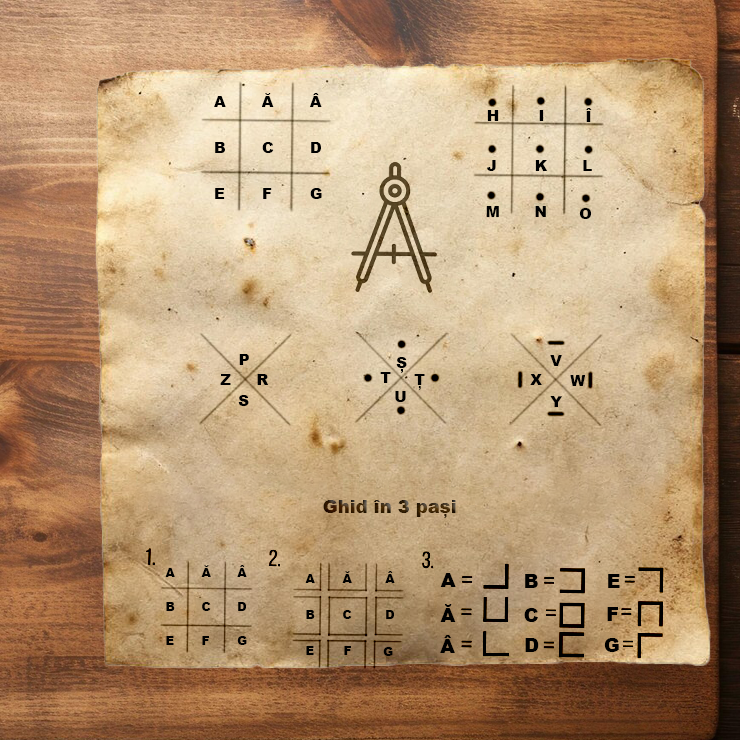 A Ă Â
B C D
E F G
H I Î
J K L
M N O
P
Z R
S
Ș
T Ț
U
V
X W
Y
Ghid în 3 pași
1.
A Ă Â
B C D
E F G
2.
A Ă Â
B C D
E F G
3.
A = B = E =
Ă = C = F =
Â = D = G =